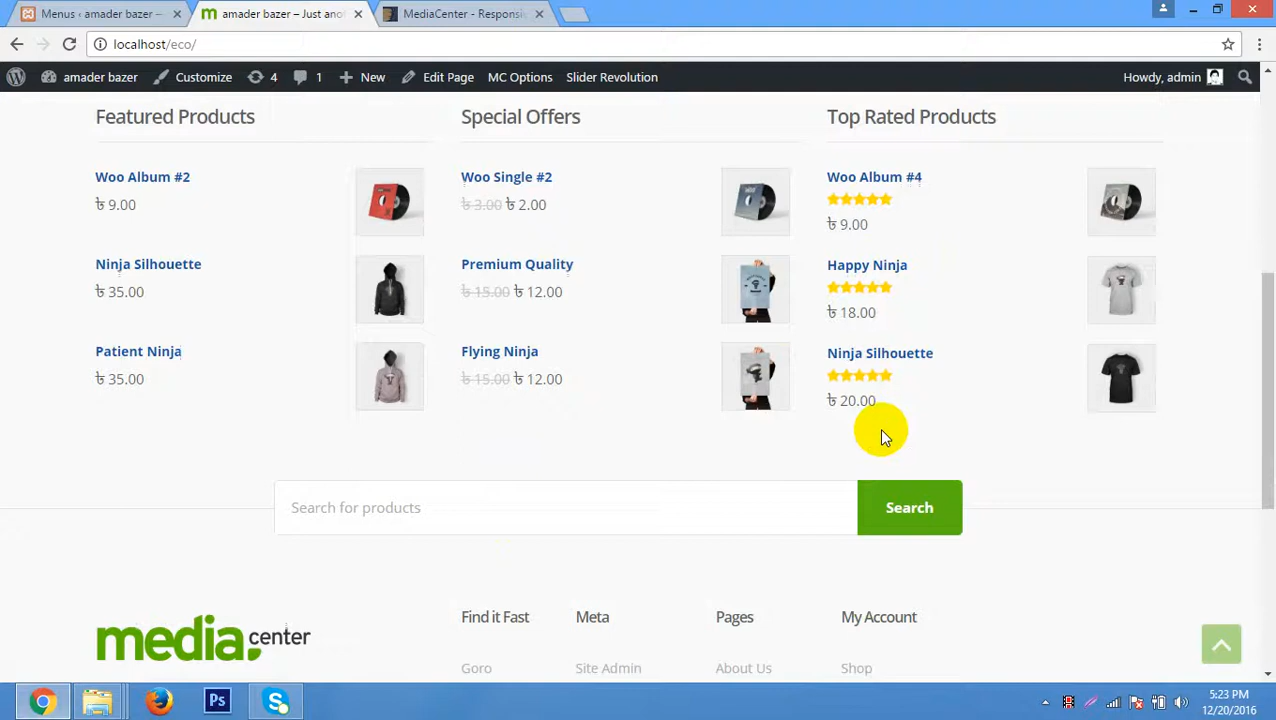 Menus ‹ amader bazer —
amader bazer – Just anot
MediaCenter - Responsi
localhost/eco/
amader bazer
Customize
4
1
New
Edit Page
MC Options
Slider Revolution
Howdy, admin
Featured Products
Woo Album #2
৳ 9.00
Ninja Silhouette
৳ 35.00
Patient Ninja
৳ 35.00
Special Offers
Woo Single #2
৳ 3.00 ৳ 2.00
Premium Quality
৳ 15.00 ৳ 12.00
Flying Ninja
৳ 15.00 ৳ 12.00
Top Rated Products
Woo Album #4
৳ 9.00
Happy Ninja
৳ 18.00
Ninja Silhouette
৳ 20.00
Search for products
Search
media center
Find it Fast
Goro
Meta
Site Admin
Pages
About Us
My Account
Shop
Ps
5:23 PM
12/20/2016